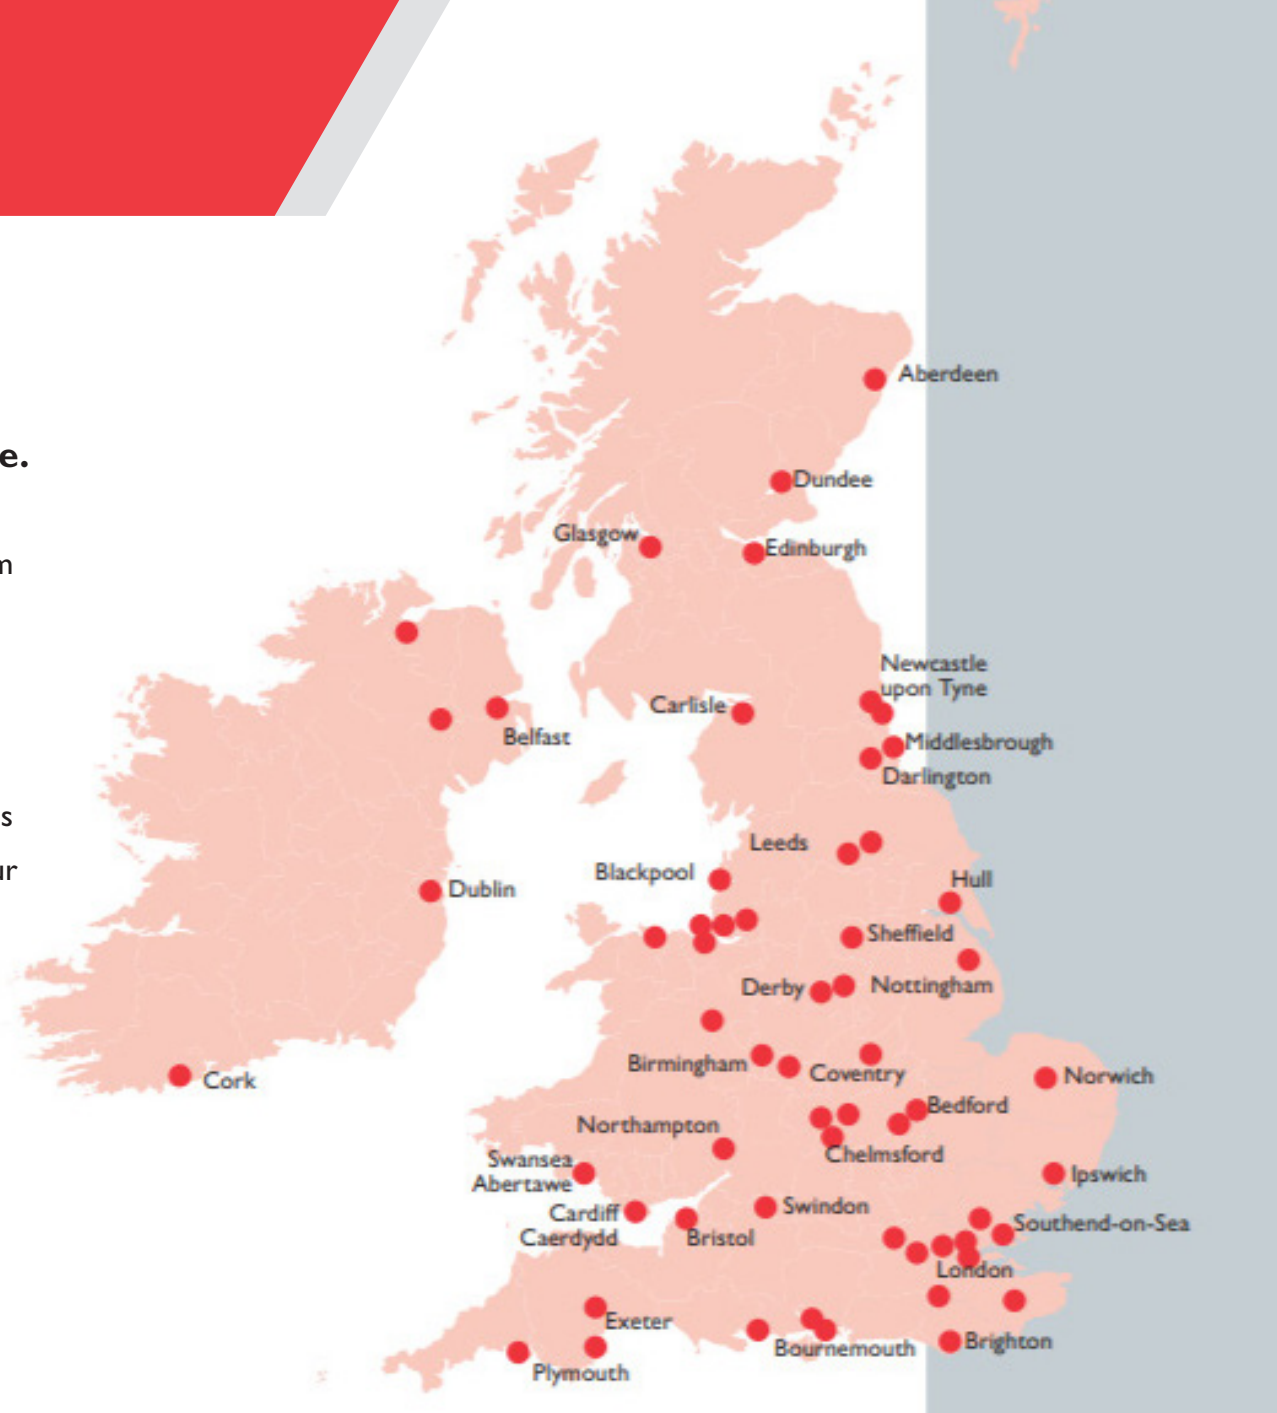 e.
n
s
ur
Aberdeen
Dundee
Glasgow
Edinburgh
Newcastle
upon Tyne
Carlisle
Belfast
Middlesbrough
Darlington
Leeds
Blackpool
Hull
Dublin
Sheffield
Derby
Nottingham
Birmingham
Coventry
Cork
Norwich
Bedford
Northampton
Chelmsford
Swansea
Abertawe
Ipswich
Cardiff
Caerdydd
Swindon
Bristol
Southend-on-Sea
London
Exeter
Bournemouth
Brighton
Plymouth